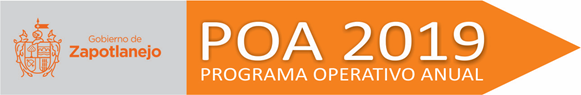 Gobierno de
Zapotlanejo
POA 2019
PROGRAMA OPERATIVO ANUAL